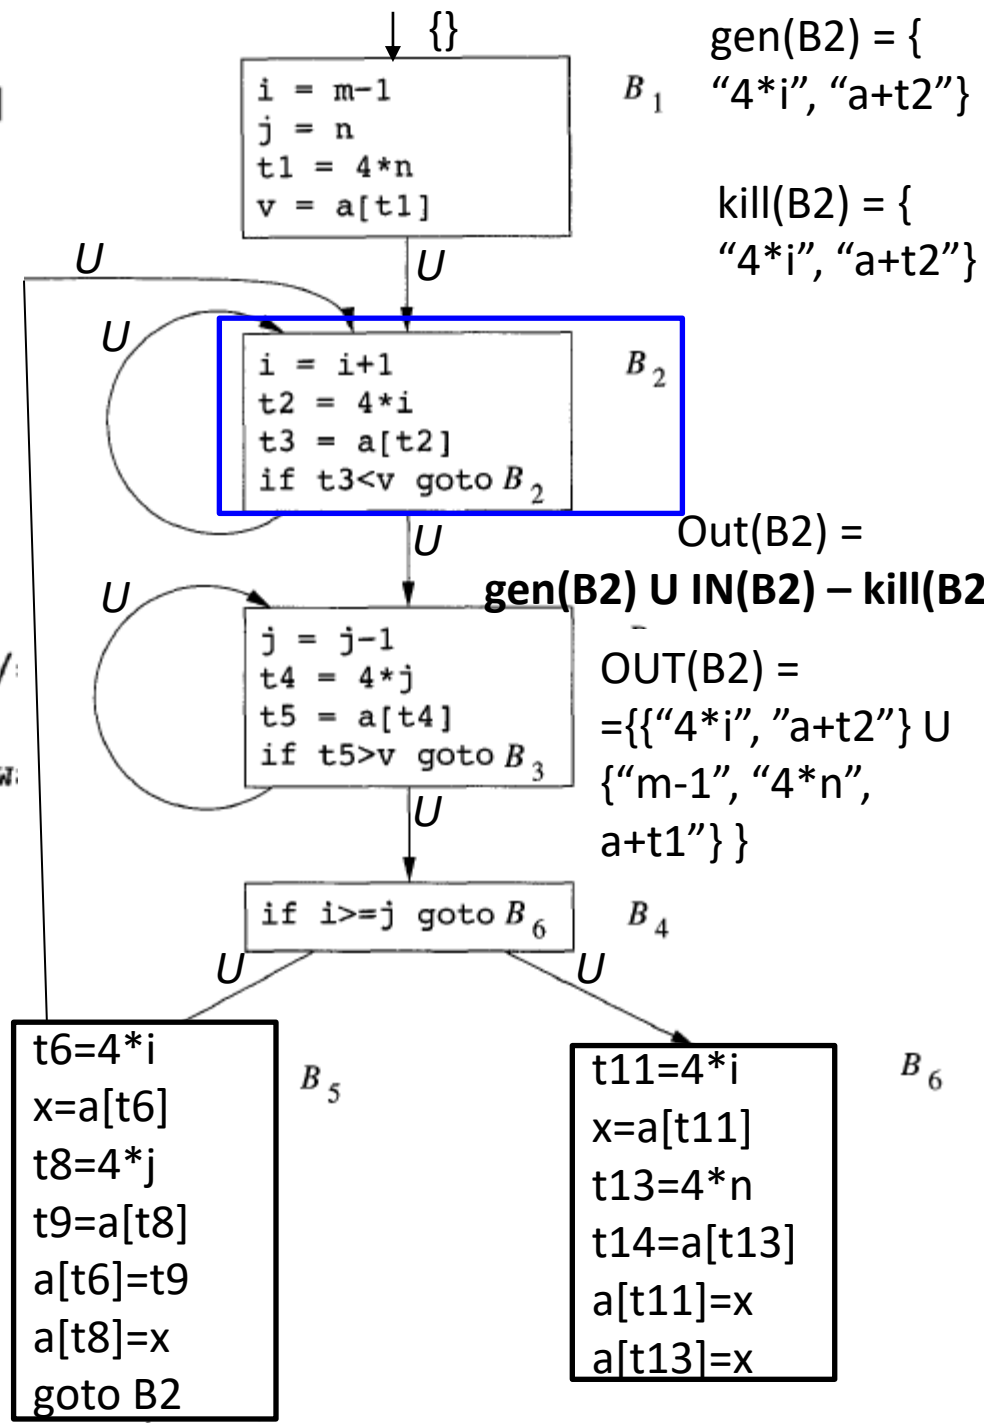 {}
i = m-1
j = n
t1 = 4*n
v = a[t1]
B1
gen(B2) = {
“4*i”, “a+t2”}
kill(B2) = {
“4*i”, “a+t2”}
U
U
U
i = i+1
t2 = 4*i
t3 = a[t2]
if t3<v goto B2
B2
U
Out(B2) =
gen(B2) U IN(B2) – kill(B2
U
j = j-1
t4 = 4*j
t5 = a[t4]
if t5>v goto B3
OUT(B2) =
={{“4*i”, ”a+t2”} U
{“m-1”, “4*n”,
a+t1”} }
U
if i>=j goto B6
B4
U
U
t6=4*i
x=a[t6]
t8=4*j
t9=a[t8]
a[t6]=t9
a[t8]=x
goto B2
B5
t11=4*i
x=a[t11]
t13=4*n
t14=a[t13]
a[t11]=x
a[t13]=x
B6